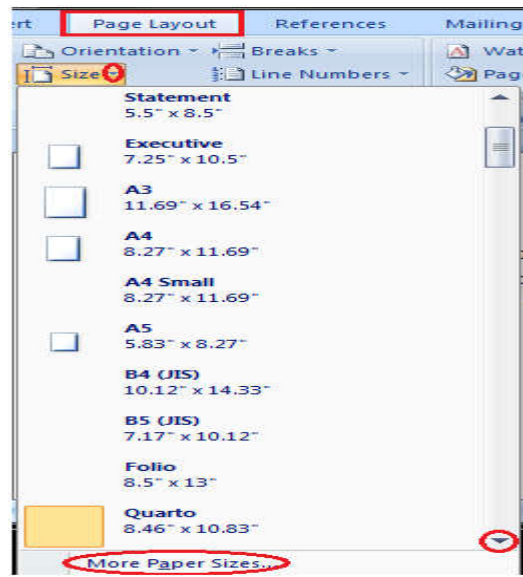 rt Page Layout References Mailing
Orientation Breaks Wat
Size Line Numbers Pag
Statement
5.5" x 8.5"
Executive
7.25" x 10.5"
A3
11.69" x 16.54"
A4
8.27" x 11.69"
A4 Small
8.27" x 11.69"
A5
5.83" x 8.27"
B4 (JIS)
10.12" x 14.33"
B5 (JIS)
7.17" x 10.12"
Folio
8.5" x 13"
Quarto
8.46" x 10.83"
More Paper Sizes...